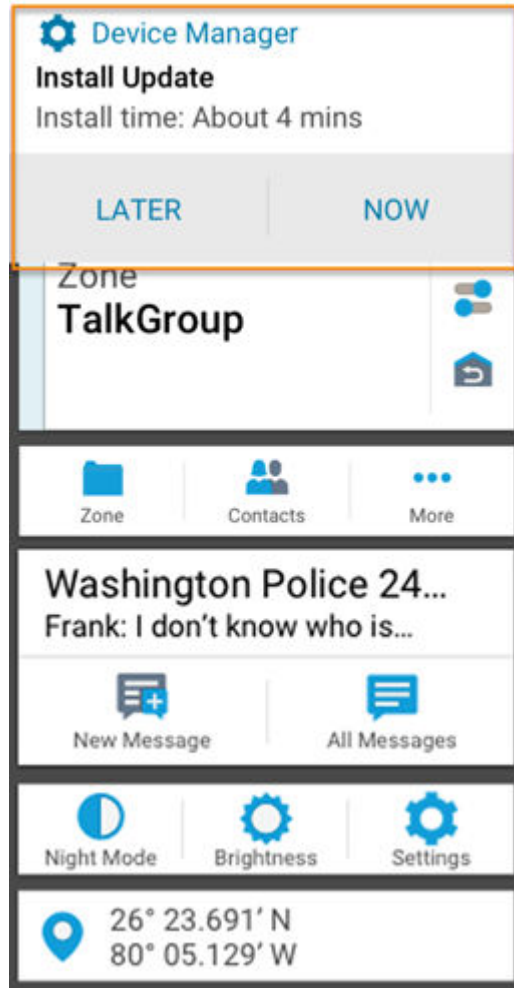 Device Manager
Install Update
Install time: About 4 mins
LATER NOW
Zone
TalkGroup
Zone Contacts More
Washington Police 24...
Frank: I don't know who is...
New Message All Messages
Night Mode Brightness Settings
26° 23.691′ N
80° 05.129′ W